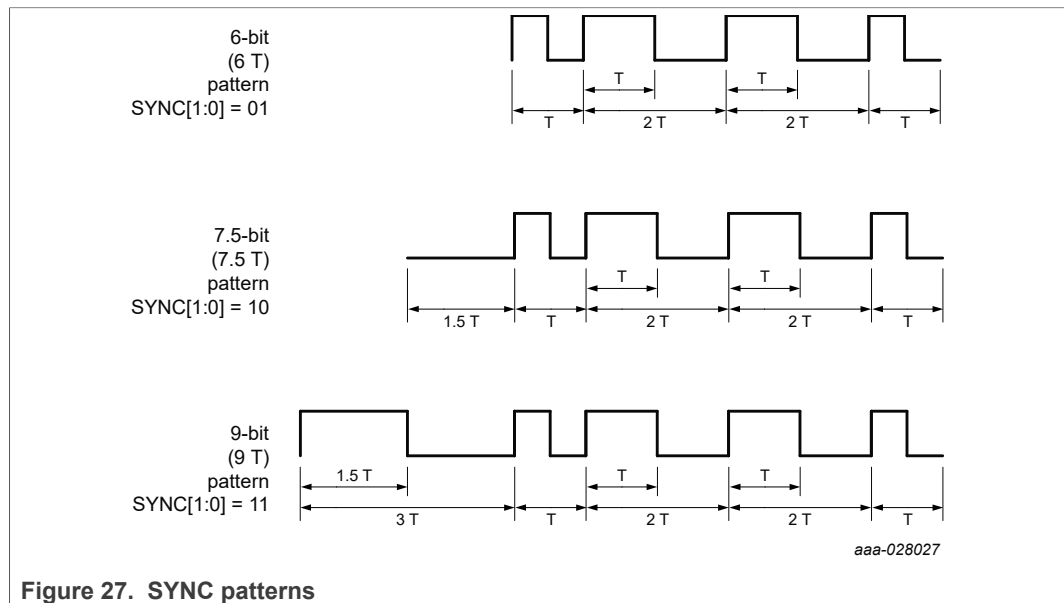 6-bit
(6 T)
pattern
SYNC[1:0] = 01
T
T
T
2 T
2 T
T
7.5-bit
(7.5 T)
pattern
SYNC[1:0] = 10
T
T
1.5 T
T
2 T
2 T
T
9-bit
(9 T)
pattern
SYNC[1:0] = 11
1.5 T
T
T
3 T
T
2 T
2 T
T
aaa-028027
Figure 27. SYNC patterns